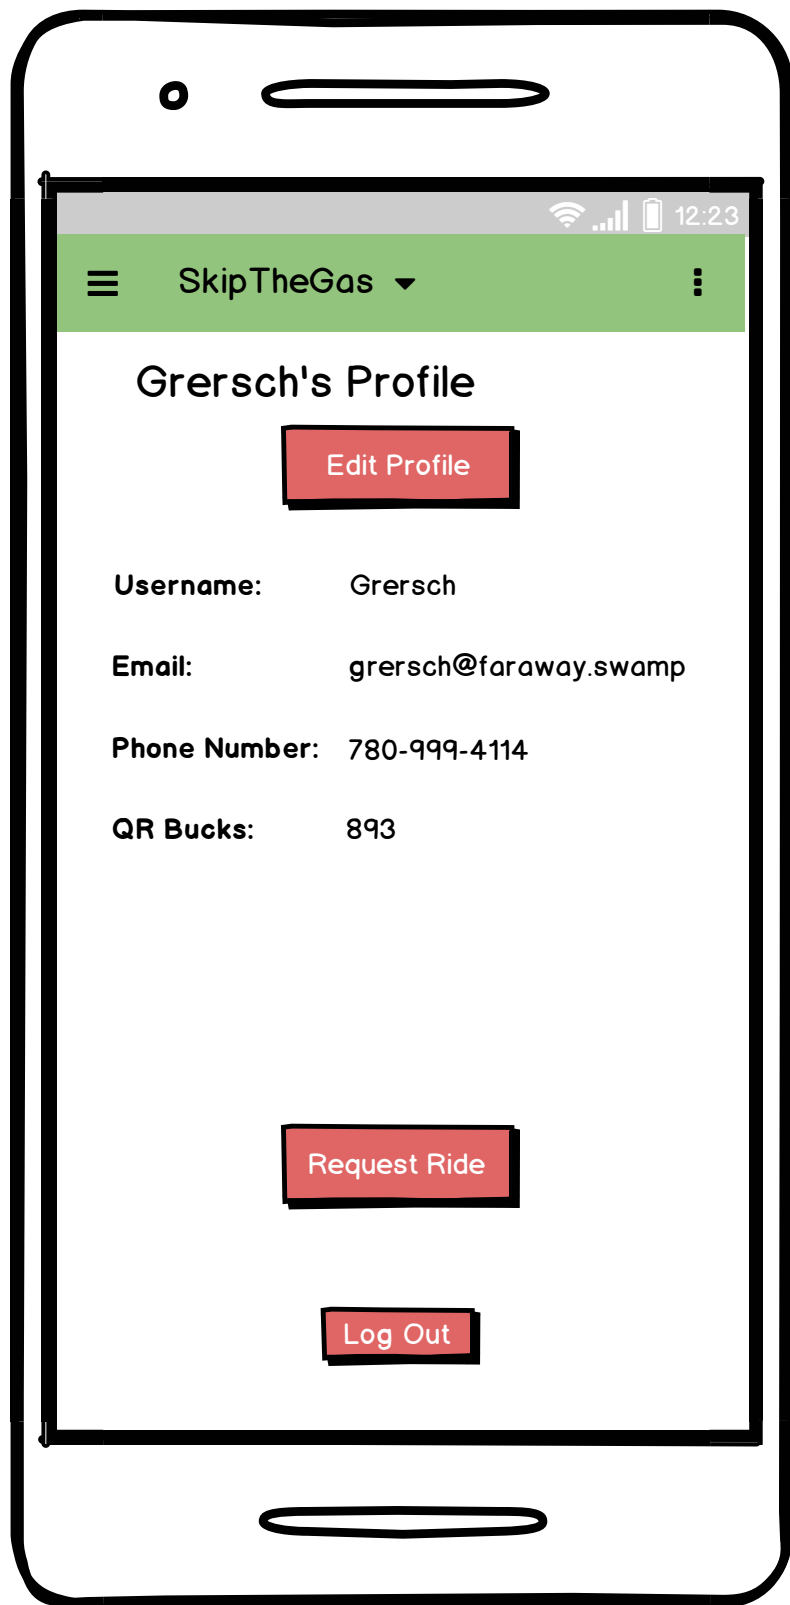 12:23
SkipTheGas
Grersch's Profile
Edit Profile
Username: Grersch
Email: grersch@faraway.swamp
Phone Number: 780-999-4114
QR Bucks: 893
Request Ride
Log Out